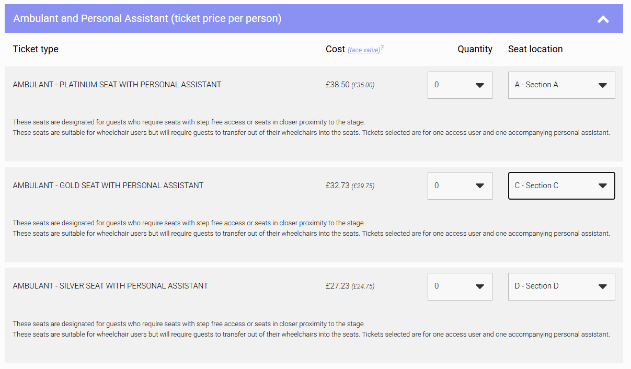 Ambulant and Personal Assistant (ticket price per person)
Ticket type Cost (face value)? Quantity Seat location
AMBULANT - PLATINUM SEAT WITH PERSONAL ASSISTANT £38.50 (£35.00) 0 A - Section A
These seats are designated for guests who require seats with step free access or seats in closer proximity to the stage.
These seats are suitable for wheelchair users but will require guests to transfer out of their wheelchairs into the seats. Tickets selected are for one access user and one accompanying personal assistant.
AMBULANT - GOLD SEAT WITH PERSONAL ASSISTANT £32.73 (£29.75) 0 C - Section C
These seats are designated for guests who require seats with step free access or seats in closer proximity to the stage.
These seats are suitable for wheelchair users but will require guests to transfer out of their wheelchairs into the seats. Tickets selected are for one access user and one accompanying personal assistant.
AMBULANT - SILVER SEAT WITH PERSONAL ASSISTANT £27.23 (£24.75) 0 D - Section D
These seats are designated for guests who require seats with step free access or seats in closer proximity to the stage.
These seats are suitable for wheelchair users but will require guests to transfer out of their wheelchairs into the seats. Tickets selected are for one access user and one accompanying personal assistant.